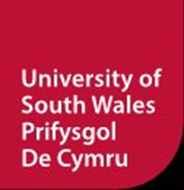 University of
South Wales
Prifysgol
De Cymru